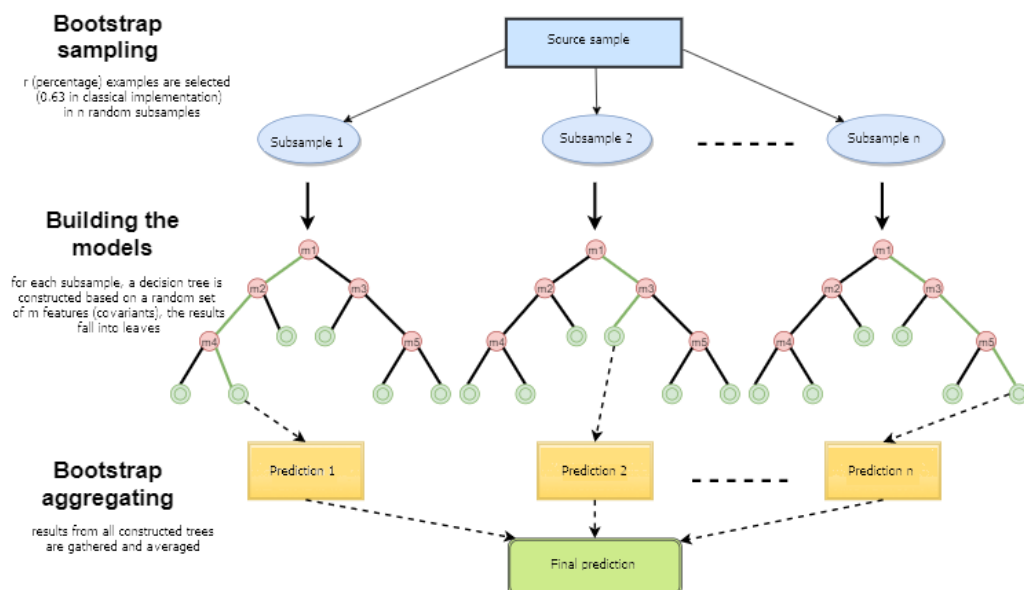 Bootstrap
sampling
r (percentage) examples are selected
(0.63 in classical implementation)
in n random subsamples
Source sample
Subsample 1
Subsample 2
Subsample n
Building the
models
for each subsample, a decision tree is
constructed based on a random set
of m features (covariants), the results
fall into leaves
m1
m2
m3
m4
m5
m1
m2
m3
m4
m5
m1
m2
m3
m4
m5
Bootstrap
aggregating
results from all constructed trees
are gathered and averaged
Prediction 1
Prediction 2
Prediction n
Final prediction